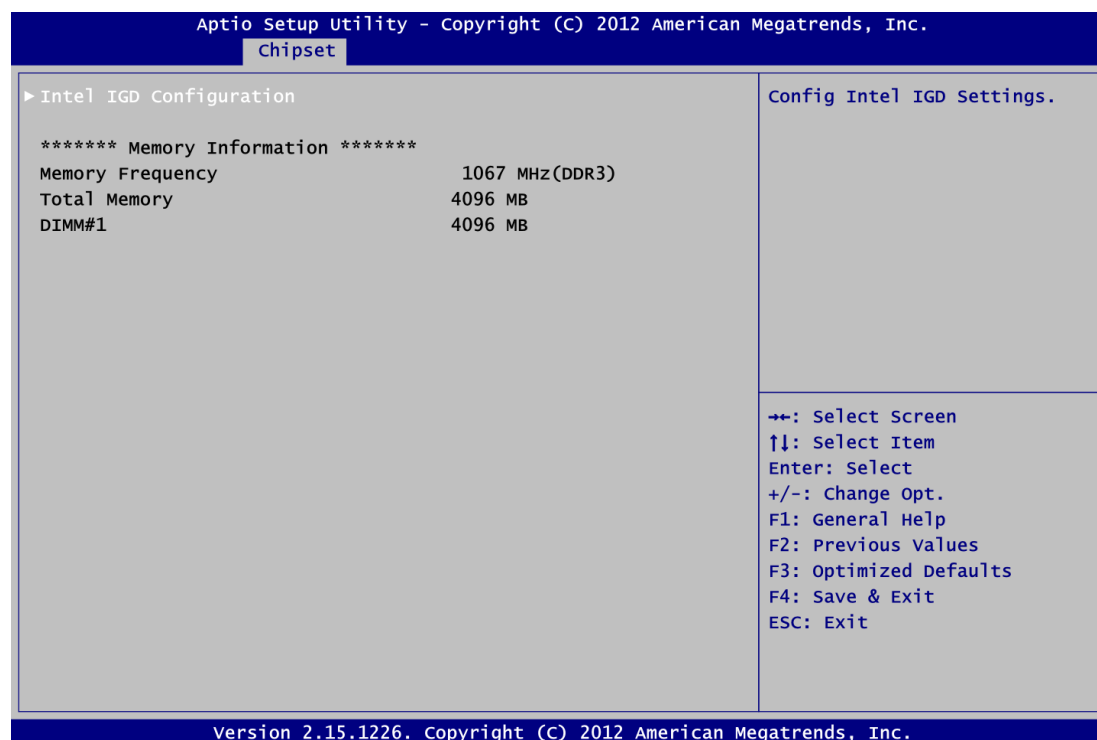 Aptio Setup Utility - Copyright (C) 2012 American Megatrends, Inc.
Chipset
►Intel IGD Configuration
******* Memory Information *******
Memory Frequency 1067 MHz(DDR3)
Total Memory 4096 MB
DIMM#1 4096 MB
Config Intel IGD Settings.
→←: Select Screen
↑↓: Select Item
Enter: Select
+/-: Change Opt.
F1: General Help
F2: Previous Values
F3: Optimized Defaults
F4: Save & Exit
ESC: Exit
Version 2.15.1226. Copyright (C) 2012 American Megatrends, Inc.